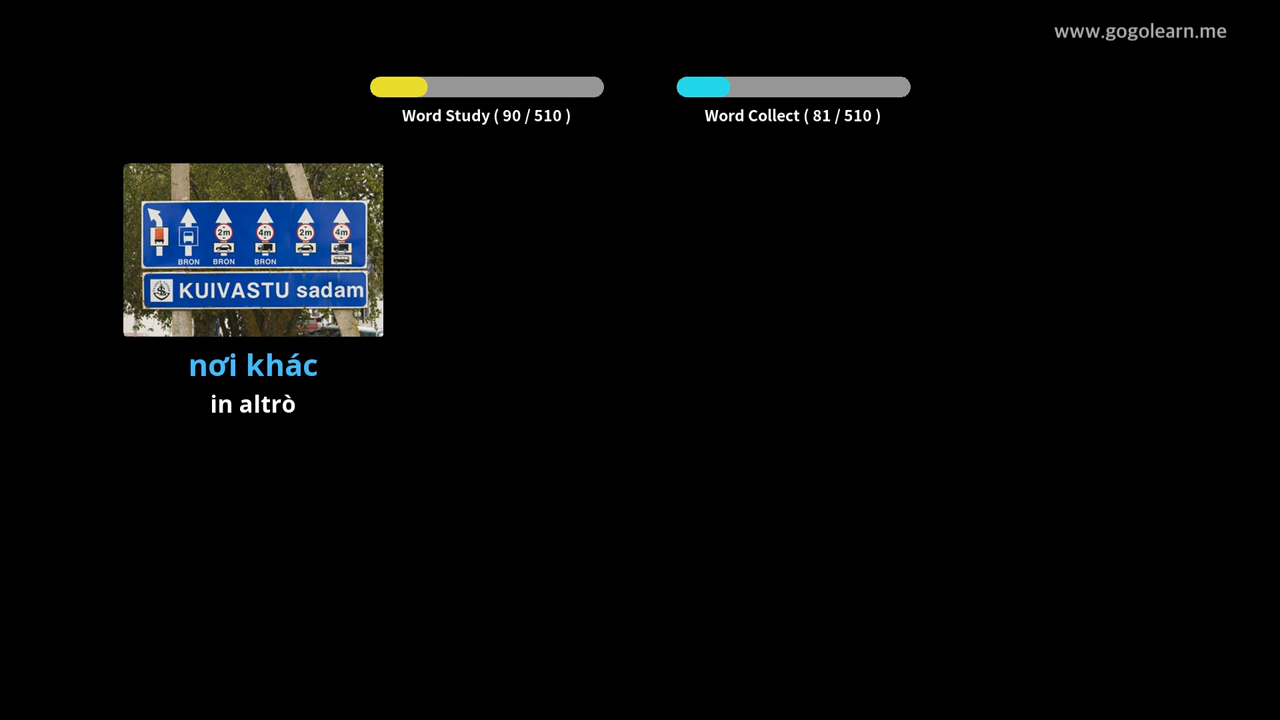 www.gogolearn.me
Word Study ( 90 / 510 )
Word Collect ( 81 / 510 )
2m 4m 2m 4m
BRON BRON BRON
KUIVASTU sadam
nơi khác
in altrò